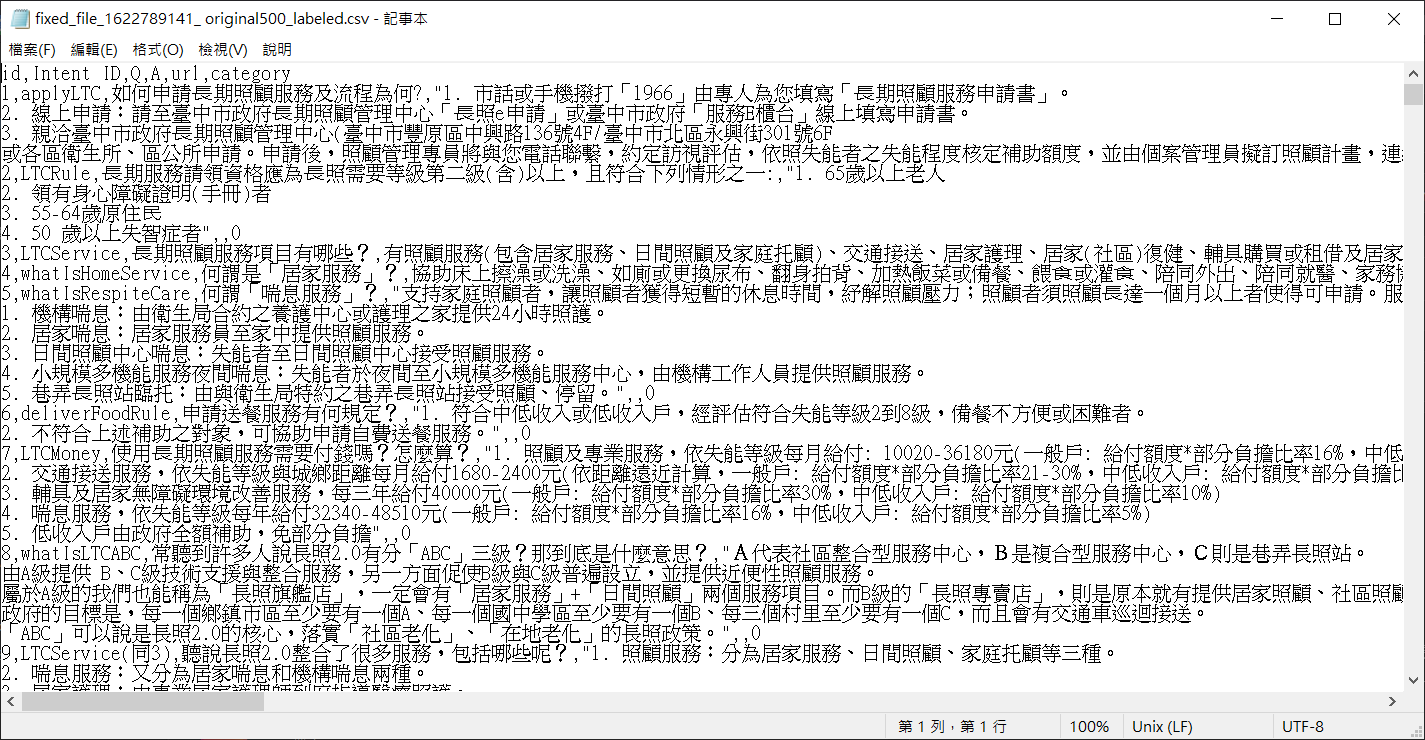 fixed_file_1622789141_ original500_labeled.csv - 記事本
檔案(F) 編輯(E) 格式(O) 檢視(V) 說明
id,Intent ID,Q,A,url,category
1,applyLTC,如何申請長期照顧服務及流程為何?,"1. 市話或手機撥打「1966」由專人為您填寫「長期照顧服務申請書」。
2. 線上申請：請至臺中市政府長期照顧管理中心「長照e申請」或臺中市政府「服務e櫃台」線上填寫申請書。
3. 親洽臺中市政府長期照顧管理中心(臺中市豐原區中興路136號4F/臺中市北區永興街301號6F
或各區衛生所、區公所申請。申請後，照顧管理專員將與您電話聯繫，約定訪視評估，依照失能者之失能程度核定補助額度，並由個案管理員擬訂照顧計畫，連
2,LTCRule,長期服務請領資格應為長照需要等級第二級(含)以上，且符合下列情形之一:,"1. 65歲以上老人
2. 領有身心障礙證明(手冊)者
3. 55-64歲原住民
4. 50 歲以上失智症者",,0
3,LTCService,長期照顧服務項目有哪些？,有照顧服務(包含居家服務、日間照顧及家庭托顧)、交通接送、居家護理、居家(社區)復健、輔具購買或租借及居家
4,whatIsHomeService,何謂是「居家服務」？,協助床上擦澡或洗澡、如廁或更換尿布、翻身拍背、加熱飯菜或備餐、餵食或灌食、陪同外出、陪同就醫、家務
5,whatIsRespiteCare,何謂「喘息服務」？,"支持家庭照顧者，讓照顧者獲得短暫的休息時間，紓解照顧壓力；照顧者須照顧長達一個月以上者使得可申請。服
1. 機構喘息：由衛生局合約之養護中心或護理之家提供24小時照護。
2. 居家喘息：居家服務員至家中提供照顧服務。
3. 日間照顧中心喘息：失能者至日間照顧中心接受照顧服務。
4. 小規模多機能服務夜間喘息：失能者於夜間至小規模多機能服務中心，由機構工作人員提供照顧服務。
5. 巷弄長照站臨托：由與衛生局特約之巷弄長照站接受照顧、停留。",,0
6,deliverFoodRule,申請送餐服務有何規定？,"1. 符合中低收入或低收入戶，經評估符合失能等級2到8級，備餐不方便或困難者。
2. 不符合上述補助之對象，可協助申請自費送餐服務。",,0
7,LTCMoney,使用長期照顧服務需要付錢嗎？怎麼算？,"1. 照顧及專業服務，依失能等級每月給付: 10020-36180元(一般戶: 給付額度*部分負擔比率16%，中低
2. 交通接送服務，依失能等級與城鄉距離每月給付1680-2400元(依距離遠近計算，一般戶: 給付額度*部分負擔比率21-30%，中低收入戶: 給付額度*部分負擔比
3. 輔具及居家無障礙環境改善服務，每三年給付40000元(一般戶: 給付額度*部分負擔比率30%，中低收入戶: 給付額度*部分負擔比率10%)
4. 喘息服務，依失能等級每年給付32340-48510元(一般戶: 給付額度*部分負擔比率16%，中低收入戶: 給付額度*部分負擔比率5%)
5. 低收入戶由政府全額補助，免部分負擔",,0
8,whatIsLTCABC,常聽到許多人說長照2.0有分「ABC」三級？那到底是什麼意思？,"Ａ代表社區整合型服務中心，Ｂ是複合型服務中心，Ｃ則是巷弄長照站。
由A級提供 B、C級技術支援與整合服務，另一方面促使B級與C級普遍設立，並提供近便性照顧服務。
屬於A級的我們也能稱為「長照旗艦店」，一定會有「居家服務」+「日間照顧」兩個服務項目。而B級的「長照專賣店」，則是原本就有提供居家照顧、社區照
政府的目標是，每一個鄉鎮市區至少要有一個A、每一個國中學區至少要有一個B、每三個村里至少要有一個C，而且會有交通車巡迴接送。
「ABC」可以說是長照2.0的核心，落實「社區老化」、「在地老化」的長照政策。",,0
9,LTCService(同3),聽說長照2.0整合了很多服務，包括哪些呢？,"1. 照顧服務：分為居家服務、日間照顧、家庭托顧等三種。
2. 喘息服務：又分為居家喘息和機構喘息兩種。
第 1 列，第 1 行 100% Unix (LF) UTF-8